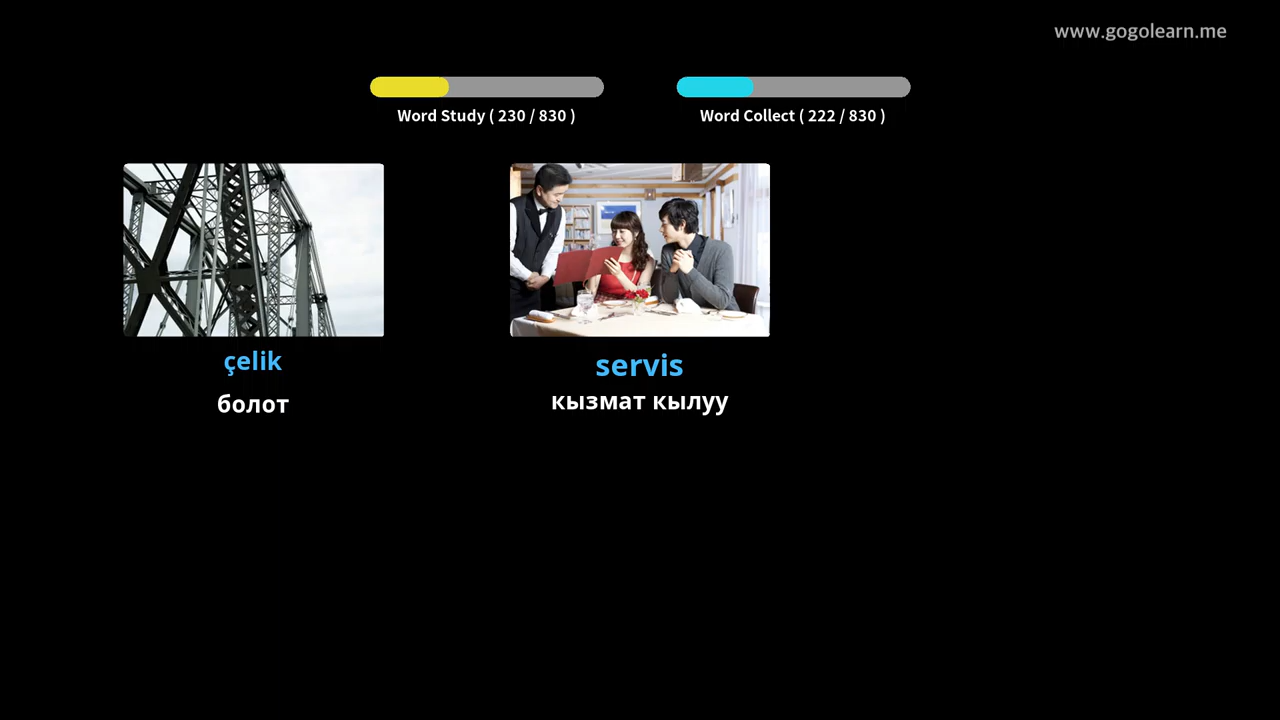 www.gogolearn.me
Word Study ( 230 / 830 )
Word Collect ( 222 / 830 )
çelik
болот
servis
кызмат кылуу